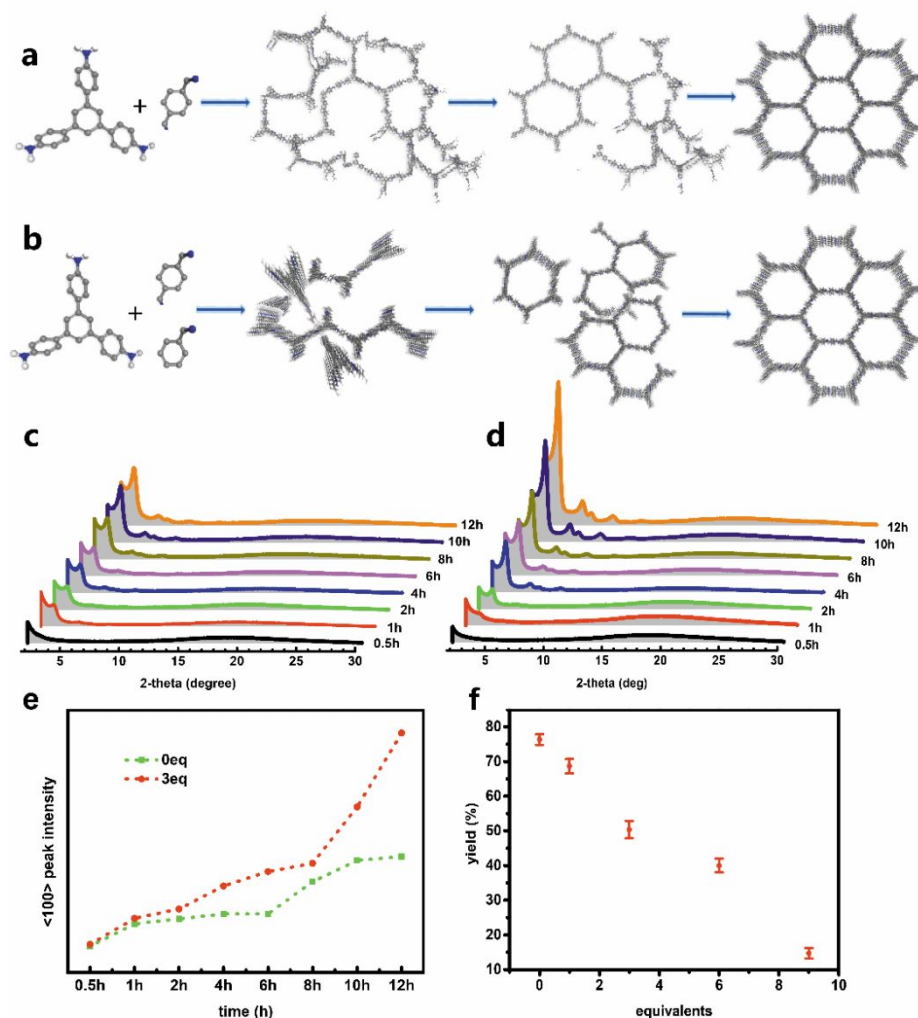 a
+
b
+
c
12h
10h
8h
6h
4h
2h
1h
0.5h
5 10 15 20 25 30
2-theta (degree)
d
12h
10h
8h
6h
4h
2h
1h
0.5h
5 10 15 20 25 30
2-theta (deg)
e
0eq
3eq
<100> peak intensity
0.5h 1h 2h 4h 6h 8h 10h 12h
time (h)
f
80
70
60
50
40
30
20
10
yield (%)
0 2 4 6 8 10
equivalents